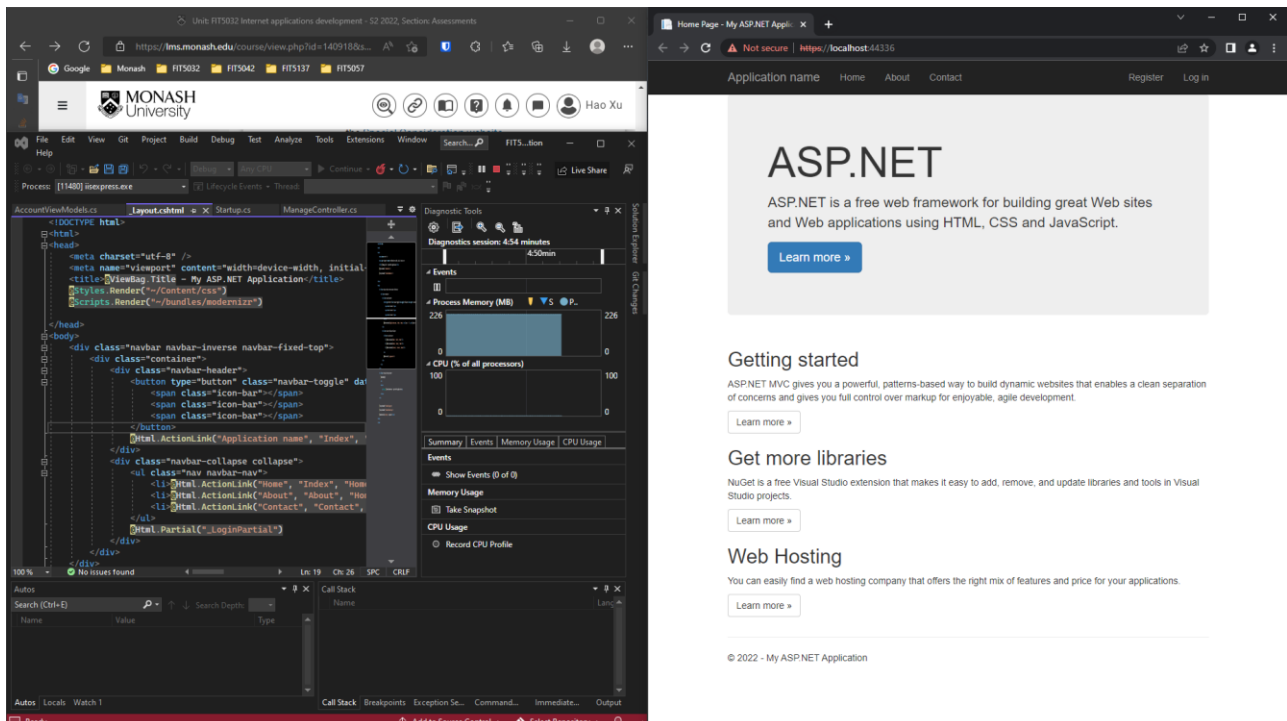 Unit: FIT5032 Internet applications development - S2 2022, Section: Assessments
https://lms.monash.edu/course/view.php?id=140918&s...
Google Monash FIT5032 FIT5042 FIT5137 FIT5057
MONASH
University
Hao Xu
File Edit View Git Project Build Debug Test Analyze Tools Extensions Window Search... FIT5...tion
Help
Debug Any CPU Continue Live Share
Process: [11480] iisexpress.exe Lifecycle Events Thread:
AccountViewModels.cs _Layout.cshtml Startup.cs ManageController.cs
<!DOCTYPE html>
<html>
<head>
<meta charset="utf-8" />
<meta name="viewport" content="width=device-width, initial-
<title>@ViewBag.Title - My ASP.NET Application</title>
@Styles.Render("~/Content/css")
@Scripts.Render("~/bundles/modernizr")
</head>
<body>
<div class="navbar navbar-inverse navbar-fixed-top">
<div class="container">
<div class="navbar-header">
<button type="button" class="navbar-toggle" dat
<span class="icon-bar"></span>
<span class="icon-bar"></span>
<span class="icon-bar"></span>
</button>
@Html.ActionLink("Application name", "Index", "
</div>
<div class="navbar-collapse collapse">
<ul class="nav navbar-nav">
<li>@Html.ActionLink("Home", "Index", "Hom
<li>@Html.ActionLink("About", "About", "Ho
<li>@Html.ActionLink("Contact", "Contact",
</ul>
@Html.Partial("_LoginPartial")
</div>
</div>
</div>
100 % No issues found Ln: 19 Ch: 26 SPC CRLF
Diagnostic Tools
Diagnostics session: 4:54 minutes
4:50min
Events
Process Memory (MB) S P...
226 226
0 0
CPU (% of all processors)
100 100
0 0
Summary Events Memory Usage CPU Usage
Events
Show Events (0 of 0)
Memory Usage
Take Snapshot
CPU Usage
Record CPU Profile
Solution Explorer
Git Changes
Autos
Search (Ctrl+E) Search Depth:
Name Value Type
Autos Locals Watch 1
Call Stack
Name Lang
Call Stack Breakpoints Exception Se... Command... Immediate... Output
Ready Add to Source Control Select Repository
Home Page - My ASP.NET Applic
Not secure https://localhost:44336
Application name Home About Contact Register Log in
ASP.NET
ASP.NET is a free web framework for building great Web sites
and Web applications using HTML, CSS and JavaScript.
Learn more »
Getting started
ASP.NET MVC gives you a powerful, patterns-based way to build dynamic websites that enables a clean separation
of concerns and gives you full control over markup for enjoyable, agile development.
Learn more »
Get more libraries
NuGet is a free Visual Studio extension that makes it easy to add, remove, and update libraries and tools in Visual
Studio projects.
Learn more »
Web Hosting
You can easily find a web hosting company that offers the right mix of features and price for your applications.
Learn more »
© 2022 - My ASP.NET Application